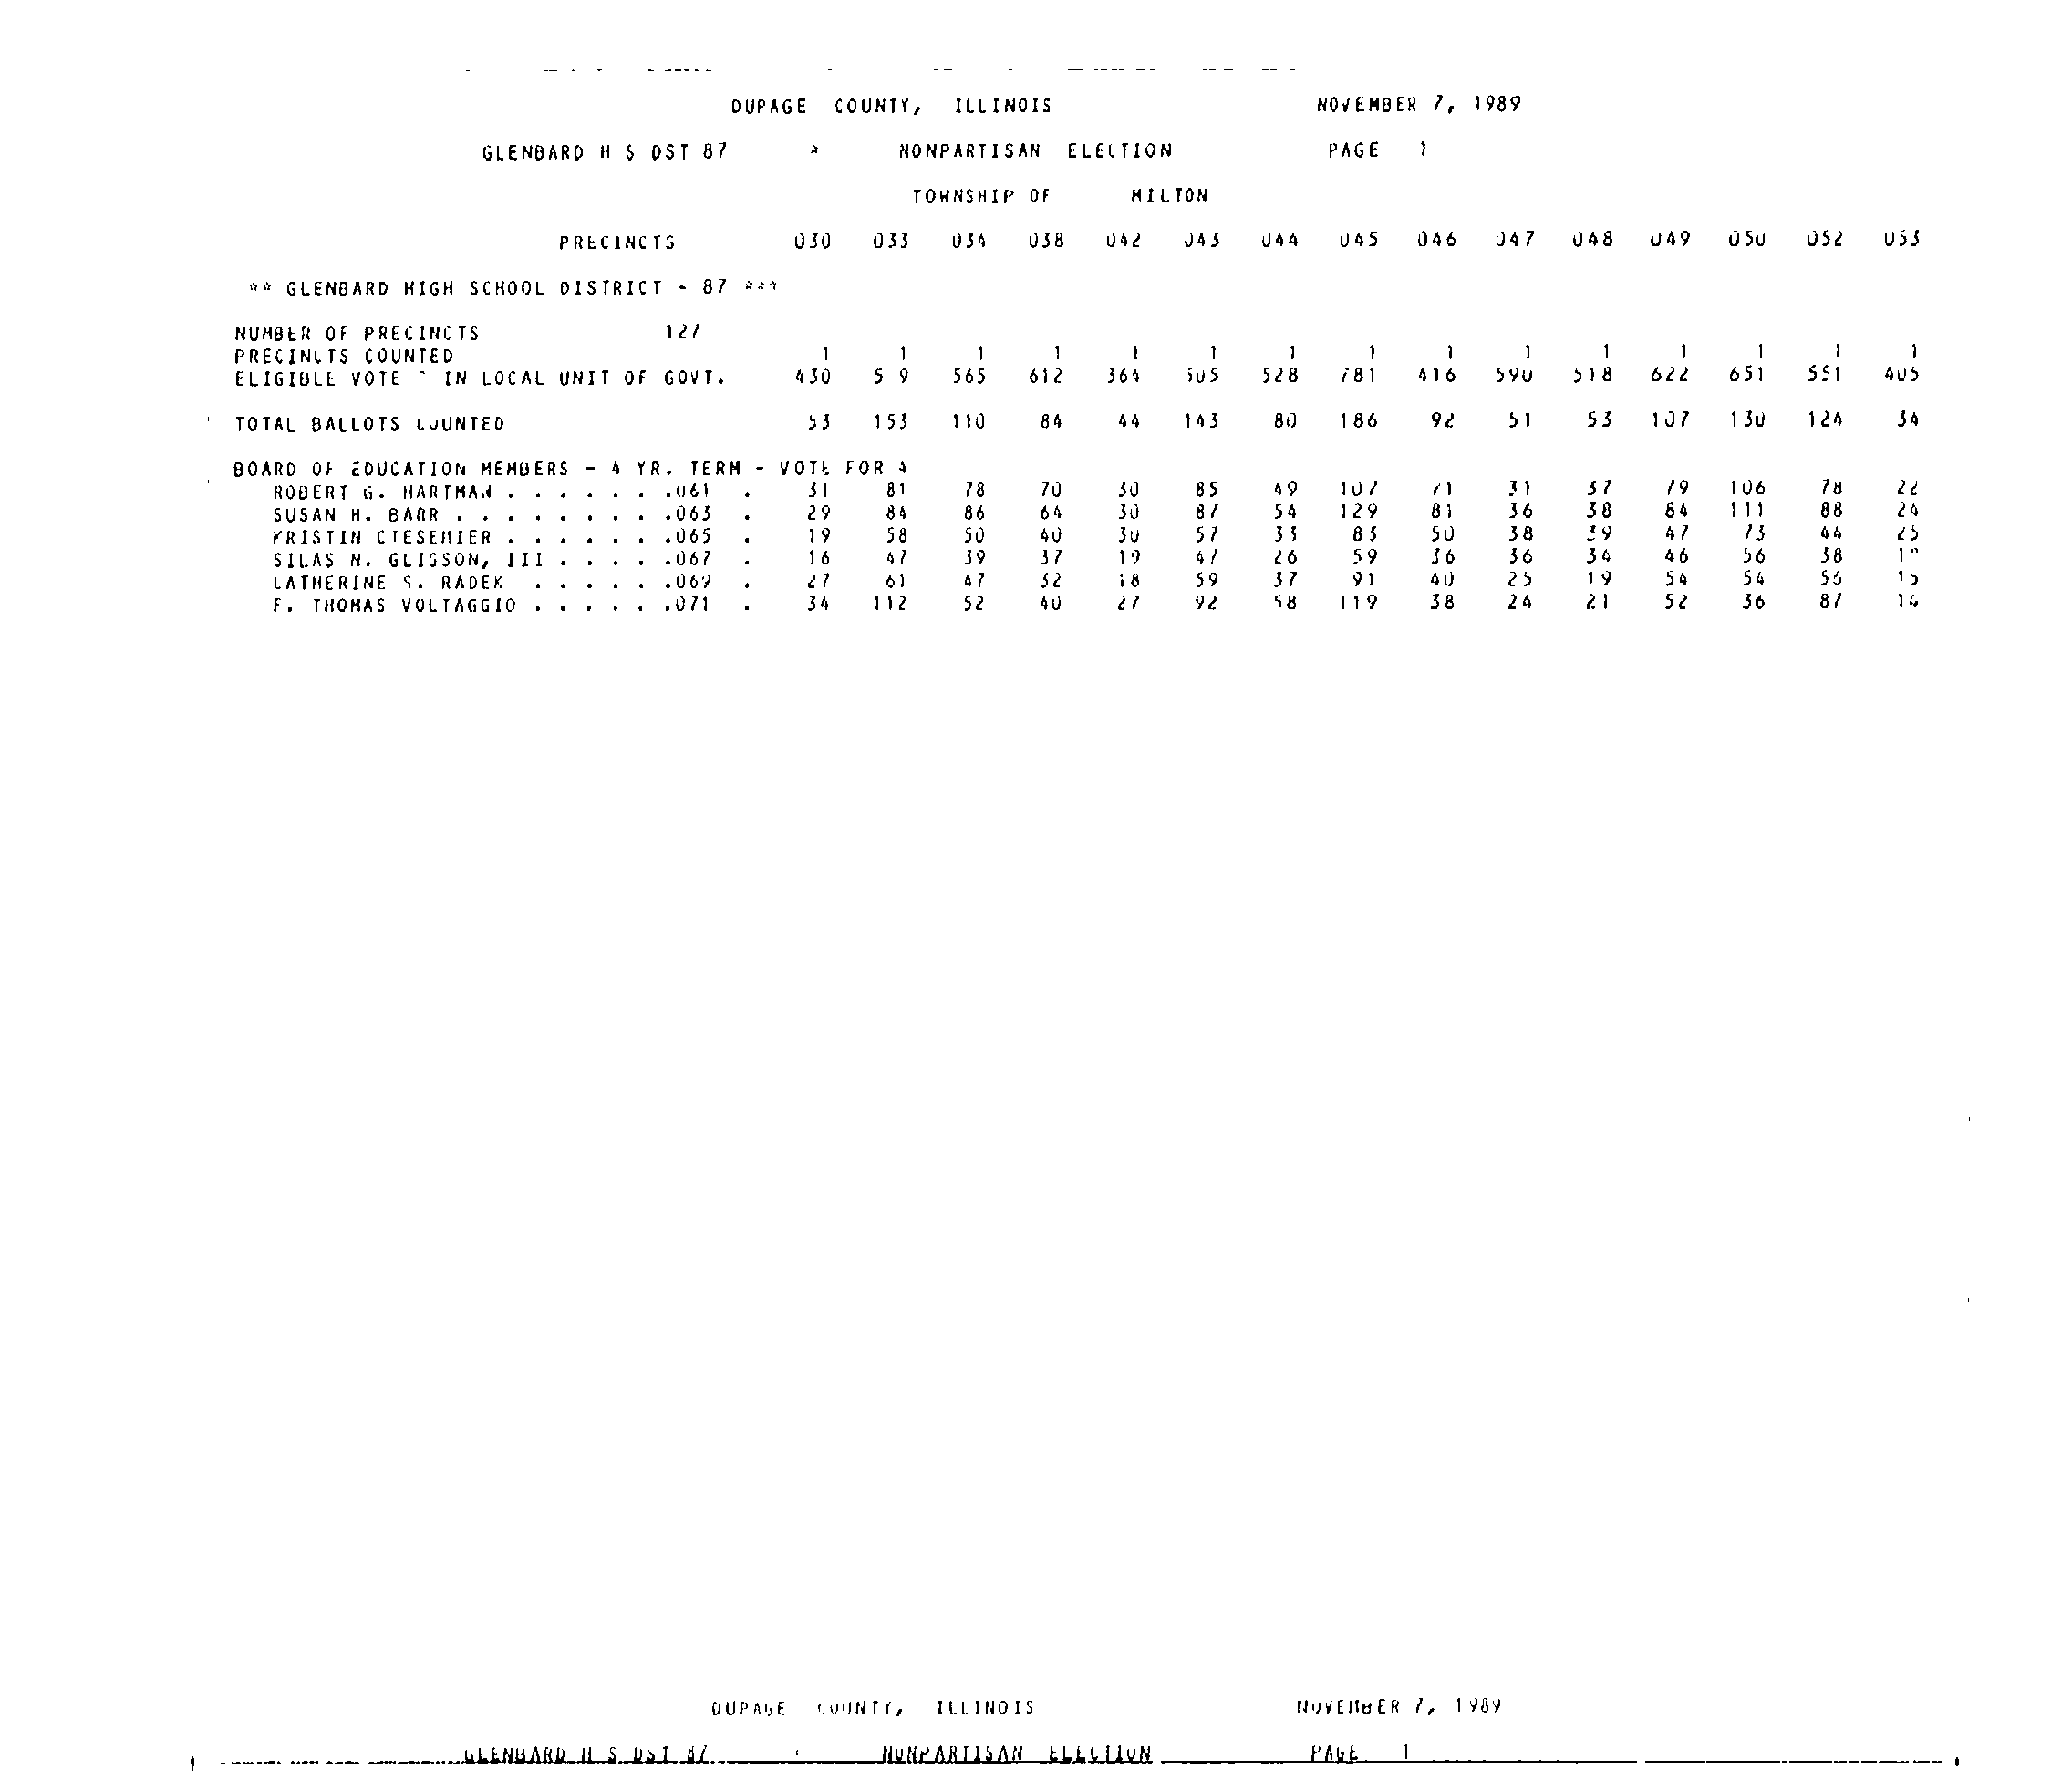 DUPAGE COUNTY, ILLINOIS NOVEMBER 7, 1989
GLENBARD H S DST 87 * NONPARTISAN ELECTION PAGE 1
TOWNSHIP OF MILTON
PRECINCTS 030 033 034 038 042 043 044 045 046 047 048 049 050 052 053
** GLENBARD HIGH SCHOOL DISTRICT - 87 ***
NUMBER OF PRECINCTS 127
PRECINCTS COUNTED 1 1 1 1 1 1 1 1 1 1 1 1 1 1 1
ELIGIBLE VOTE IN LOCAL UNIT OF GOVT. 430 565 612 364 505 528 781 416 590 518 622 651 551 405
TOTAL BALLOTS COUNTED 53 153 110 84 44 143 80 186 92 51 53 107 130 124 34
BOARD OF EDUCATION MEMBERS - 4 YR. TERM - VOTE FOR 4
ROBERT G. HARTMAN . . . . . . .061 . 31 81 78 70 30 85 49 107 71 31 37 79 106 78 22
SUSAN H. BARR . . . . . . . . .063 . 29 84 86 64 30 87 54 129 81 36 38 84 111 88 24
KRISTIN CTESEMIER . . . . . . .065 . 19 58 50 40 30 57 33 83 50 38 39 47 73 44 25
SILAS N. GLISSON, III . . . . .067 . 16 47 39 37 19 47 26 59 36 36 34 46 56 38
CATHERINE S. RADEK . . . . . .069 . 27 61 47 32 18 59 37 91 40 25 19 54 54 56 15
F. THOMAS VOLTAGGIO . . . . . .071 . 34 112 52 40 27 92 58 119 38 24 21 52 36 87 14
DUPAGE COUNTY, ILLINOIS NOVEMBER 7, 1989
GLENBARD H S DST 87 NONPARTISAN ELECTION PAGE 1